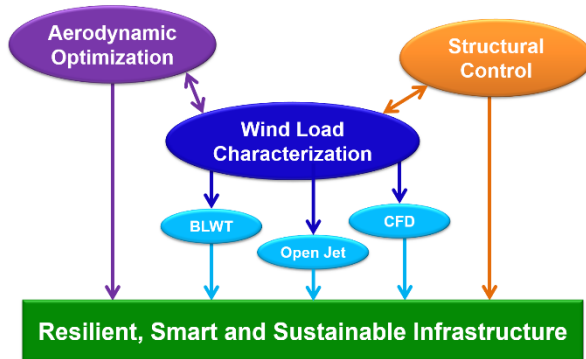 Aerodynamic
Optimization
Structural
Control
Wind Load
Characterization
BLWT
Open Jet
CFD
Resilient, Smart and Sustainable Infrastructure